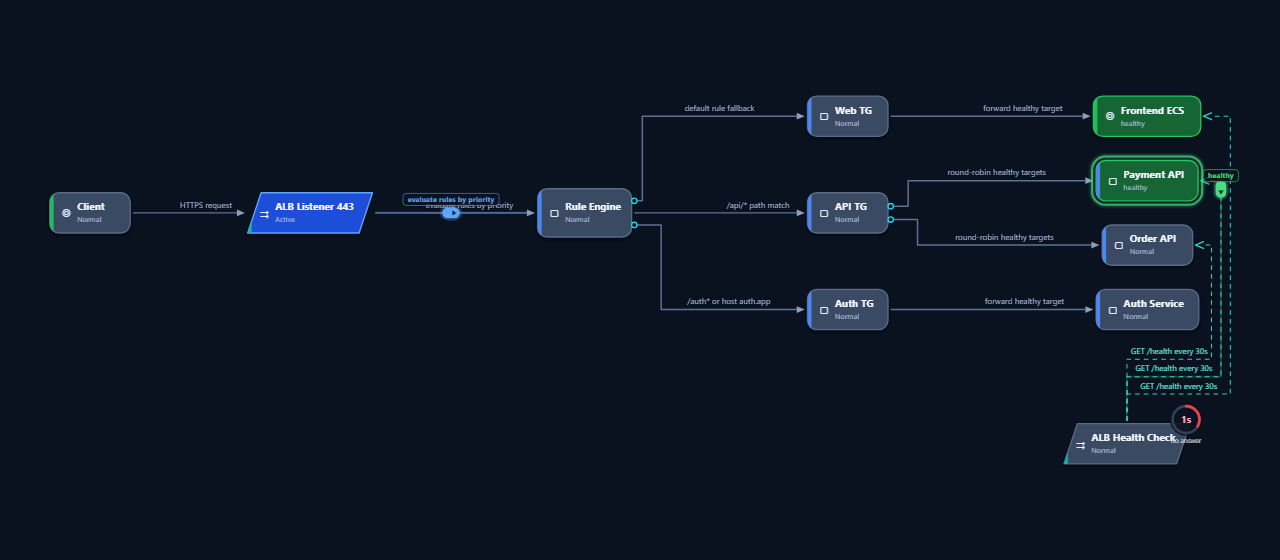 Client
Normal
HTTPS request
ALB Listener 443
Active
evaluate rules by priority
evaluate rules by priority
Rule Engine
Normal
default rule fallback
/api/* path match
/auth* or host auth.app
Web TG
Normal
API TG
Normal
Auth TG
Normal
forward healthy target
round-robin healthy targets
round-robin healthy targets
forward healthy target
Frontend ECS
healthy
Payment API
healthy
healthy
Order API
Normal
Auth Service
Normal
GET /health every 30s
GET /health every 30s
GET /health every 30s
1s
no answer
ALB Health Check
Normal